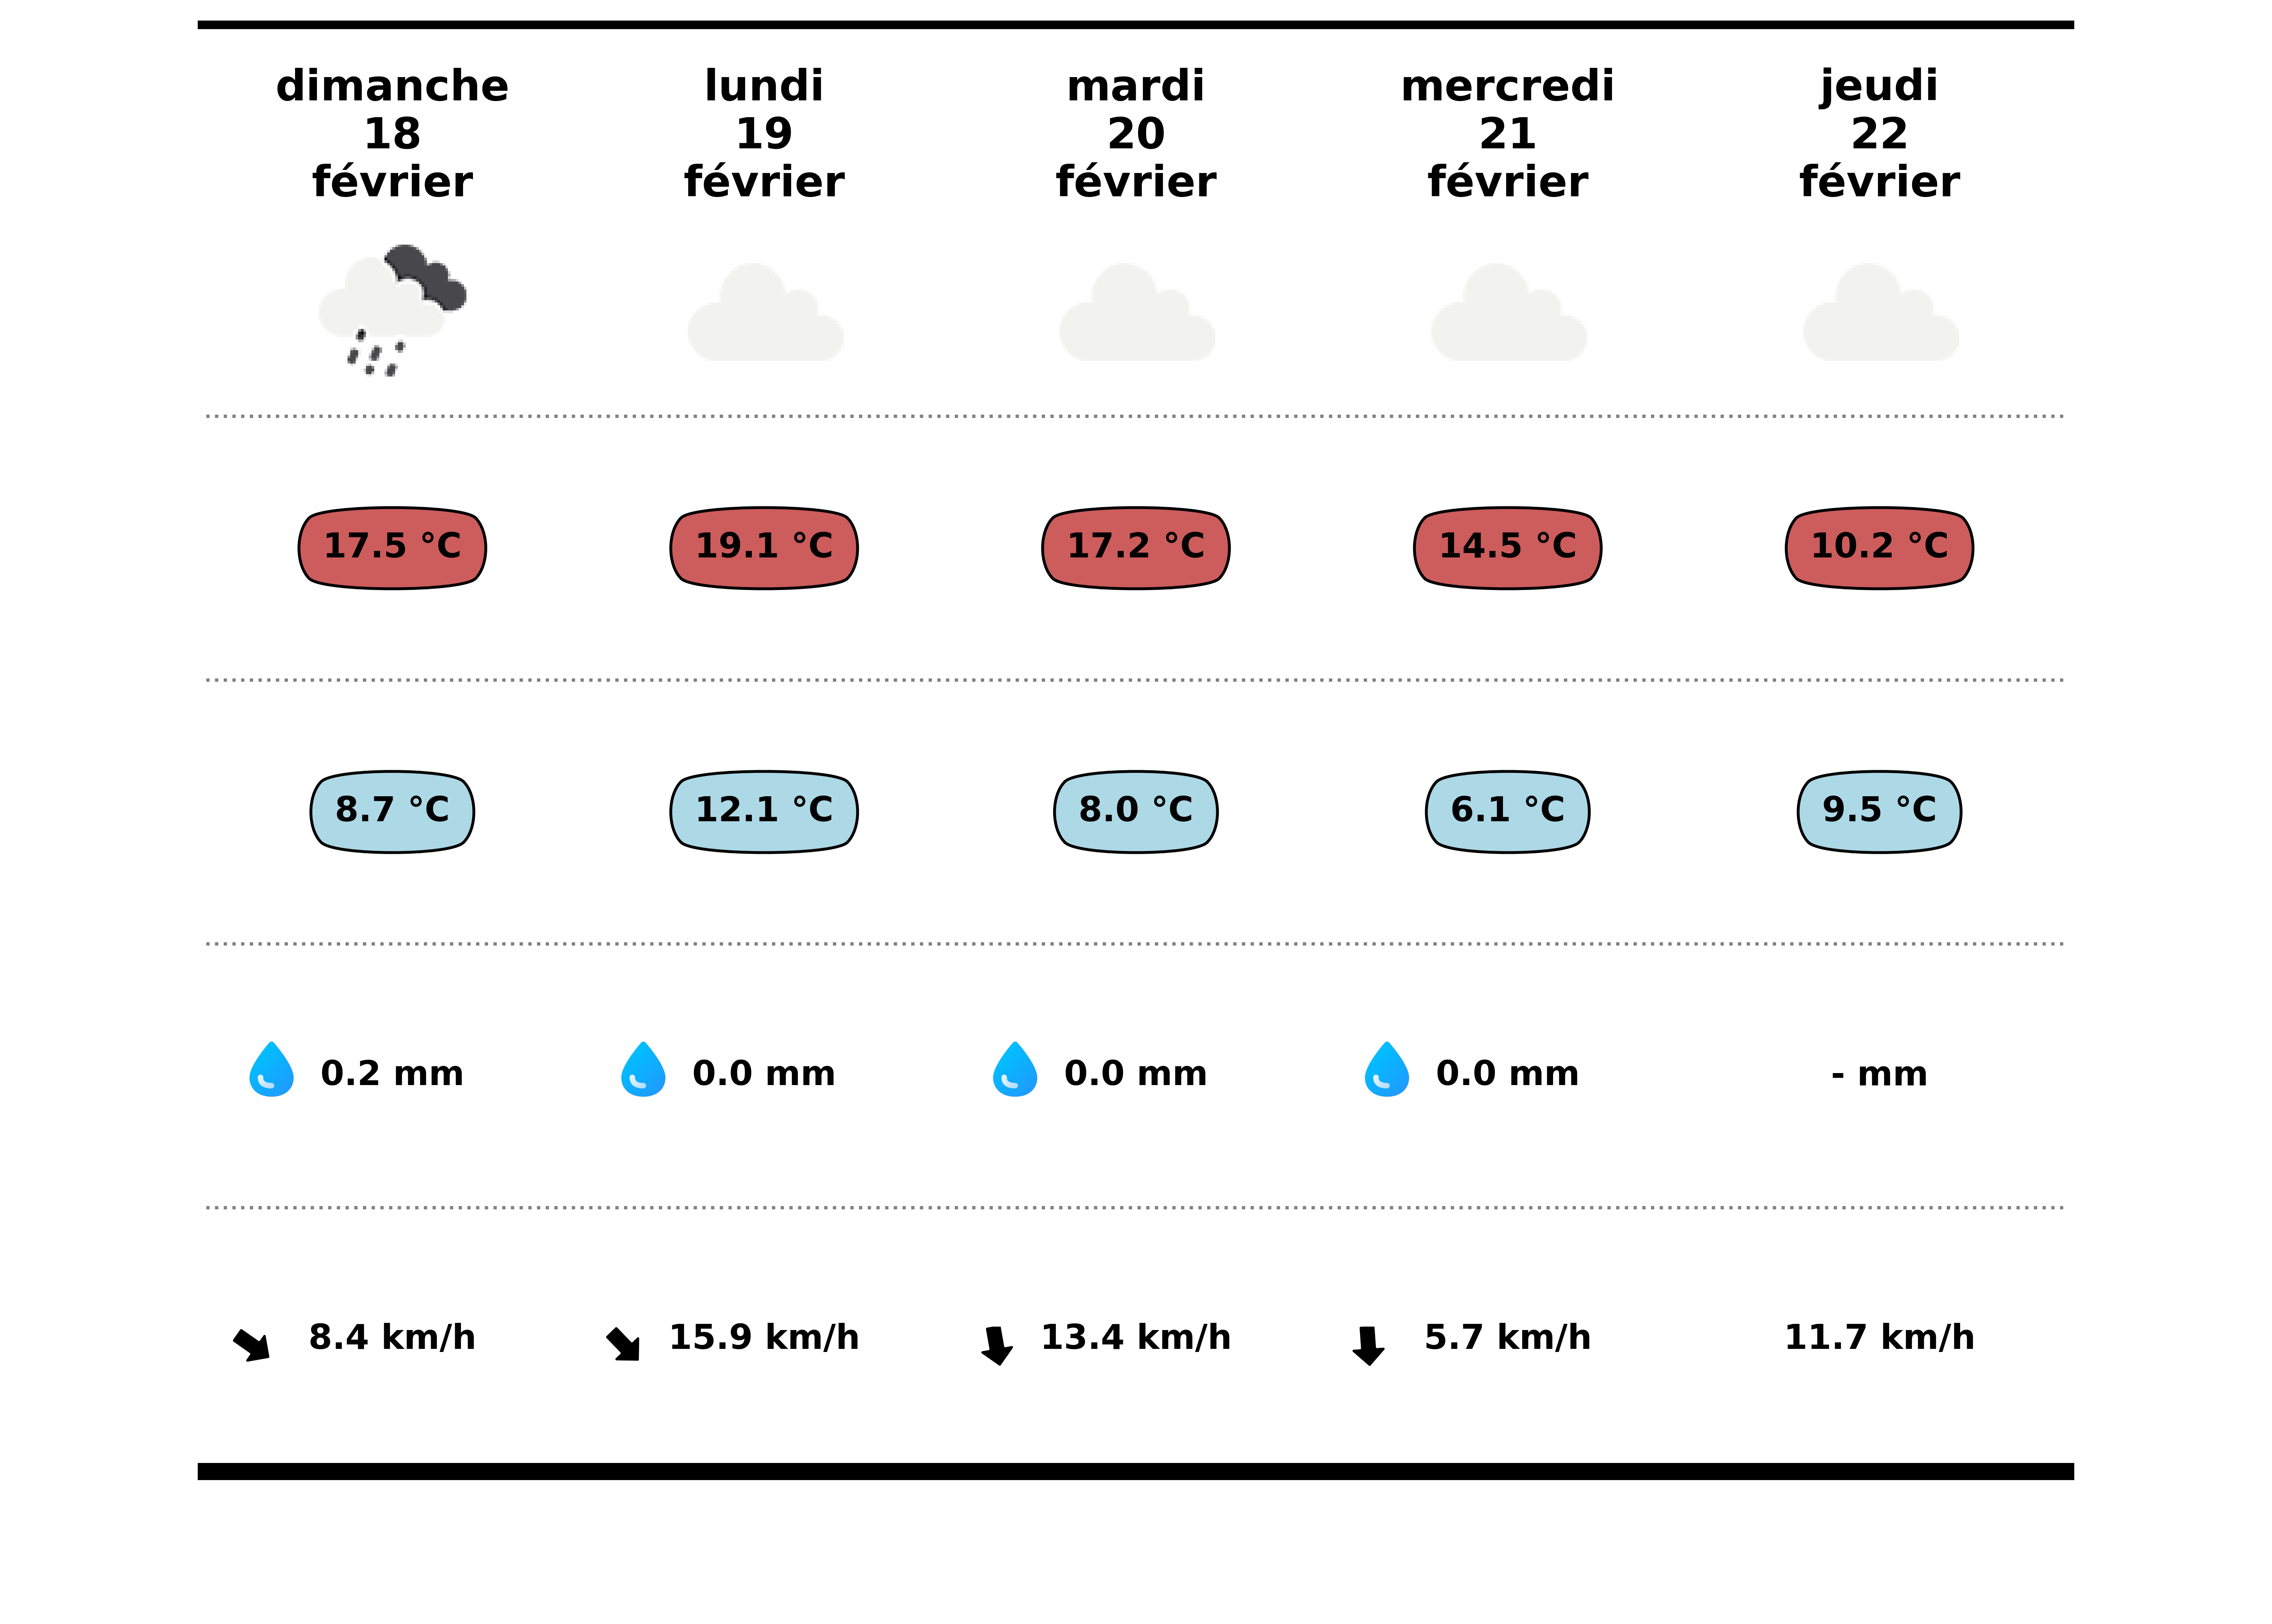 dimanche
18
février
lundi
19
février
mardi
20
février
mercredi
21
février
jeudi
22
février
17.5 °C
19.1 °C
17.2 °C
14.5 °C
10.2 °C
8.7 °C
12.1 °C
8.0 °C
6.1 °C
9.5 °C
0.2 mm
0.0 mm
0.0 mm
0.0 mm
- mm
8.4 km/h
15.9 km/h
13.4 km/h
5.7 km/h
11.7 km/h